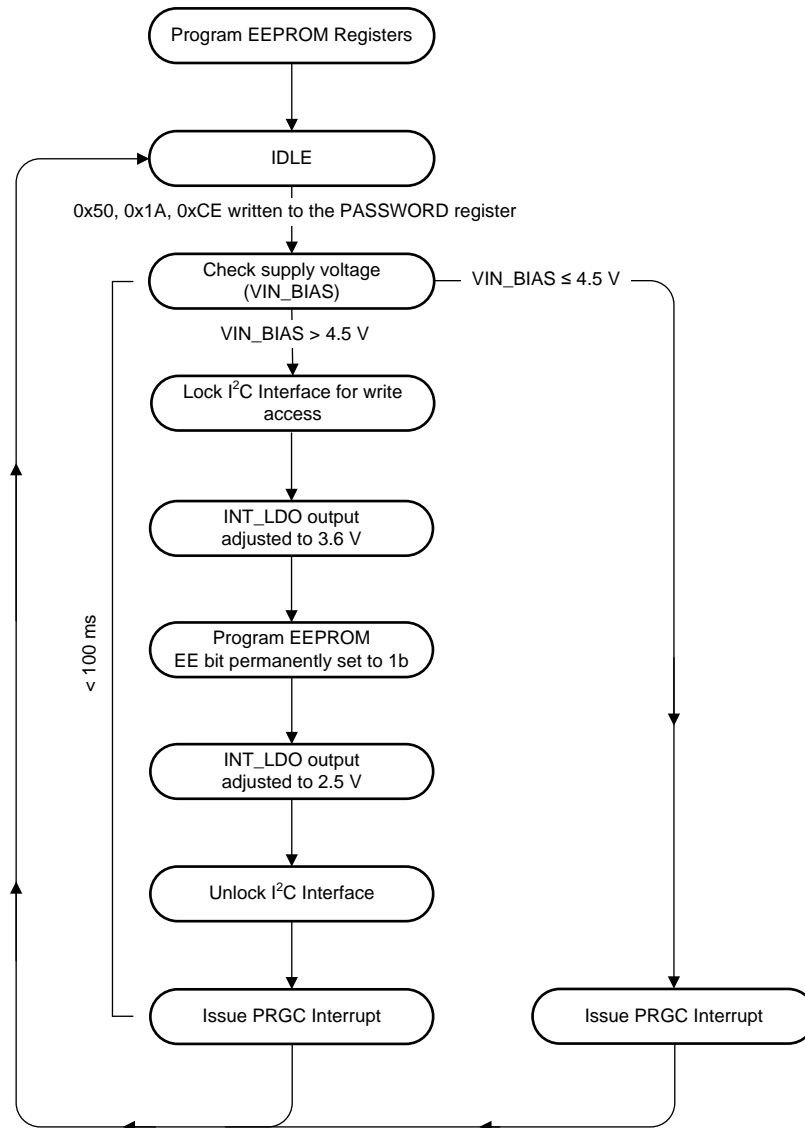 Program EEPROM Registers
IDLE
0x50, 0x1A, 0xCE written to the PASSWORD register
Check supply voltage
(VIN_BIAS)
VIN_BIAS ≤ 4.5 V
VIN_BIAS > 4.5 V
Lock I²C Interface for write
access
INT_LDO output
adjusted to 3.6 V
< 100 ms
Program EEPROM
EE bit permanently set to 1b
INT_LDO output
adjusted to 2.5 V
Unlock I²C Interface
Issue PRGC Interrupt
Issue PRGC Interrupt